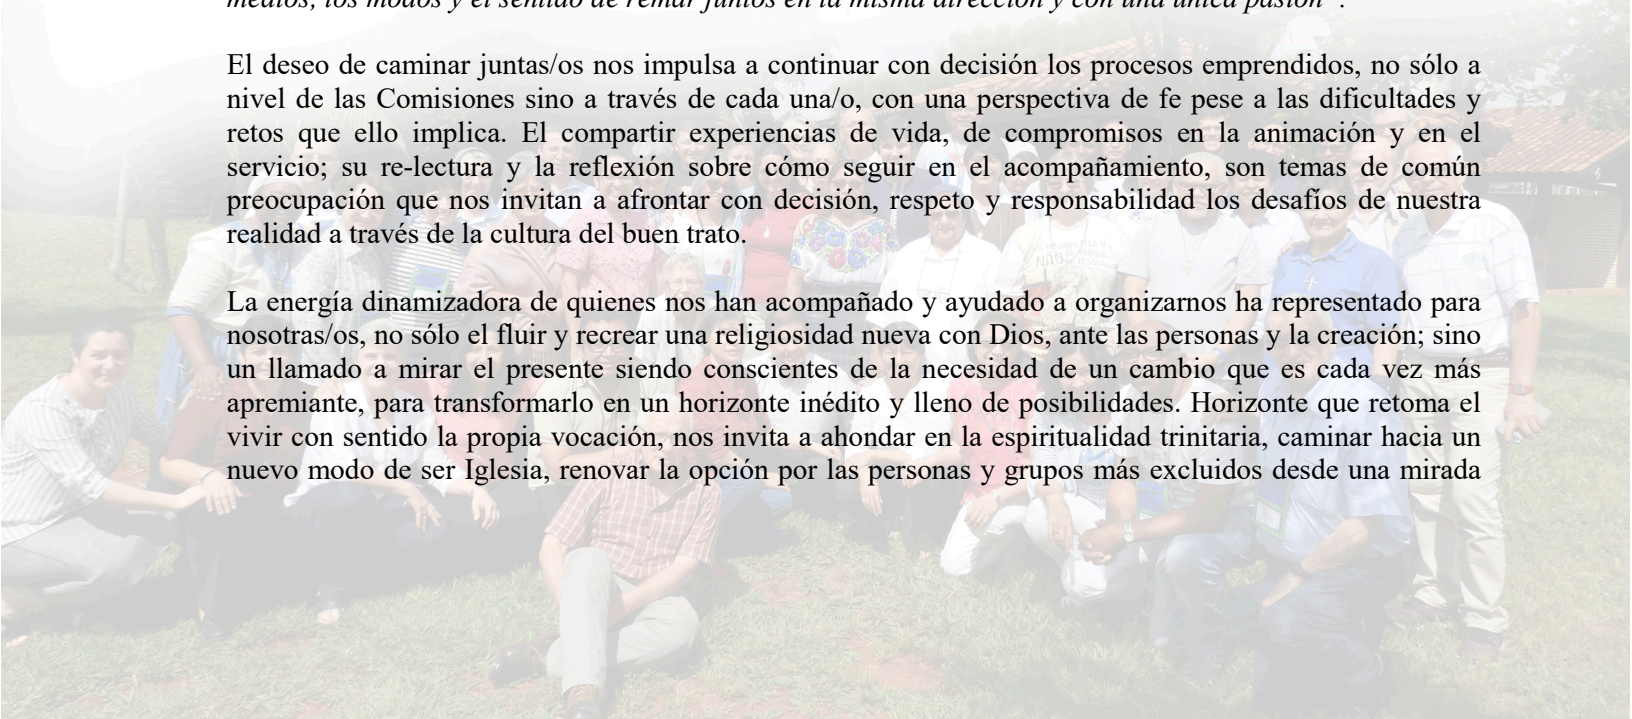 medios, los modos y el sentido de remar juntos en la misma dirección y con una única pasión".
El deseo de caminar juntas/os nos impulsa a continuar con decisión los procesos emprendidos, no sólo a
nivel de las Comisiones sino a través de cada una/o, con una perspectiva de fe pese a las dificultades y
retos que ello implica. El compartir experiencias de vida, de compromisos en la animación y en el
servicio; su re-lectura y la reflexión sobre cómo seguir en el acompañamiento, son temas de común
preocupación que nos invitan a afrontar con decisión, respeto y responsabilidad los desafíos de nuestra
realidad a través de la cultura del buen trato.
La energía dinamizadora de quienes nos han acompañado y ayudado a organizarnos ha representado para
nosotras/os, no sólo el fluir y recrear una religiosidad nueva con Dios, ante las personas y la creación; sino
un llamado a mirar el presente siendo conscientes de la necesidad de un cambio que es cada vez más
apremiante, para transformarlo en un horizonte inédito y lleno de posibilidades. Horizonte que retoma el
vivir con sentido la propia vocación, nos invita a ahondar en la espiritualidad trinitaria, caminar hacia un
nuevo modo de ser Iglesia, renovar la opción por las personas y grupos más excluidos desde una mirada